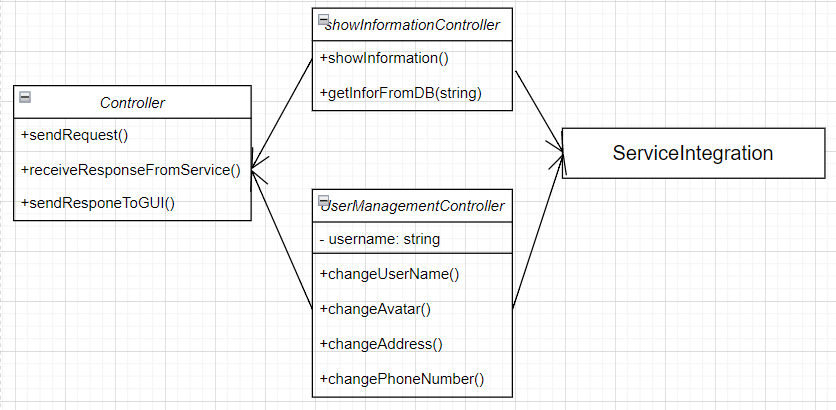 Controller
+sendRequest()
+receiveResponseFromService()
+sendResponeToGUI()
showInformationController
+showInformation()
+getInforFromDB(string)
UserManagementController
- username: string
+changeUserName()
+changeAvatar()
+changeAddress()
+changePhoneNumber()
ServiceIntegration